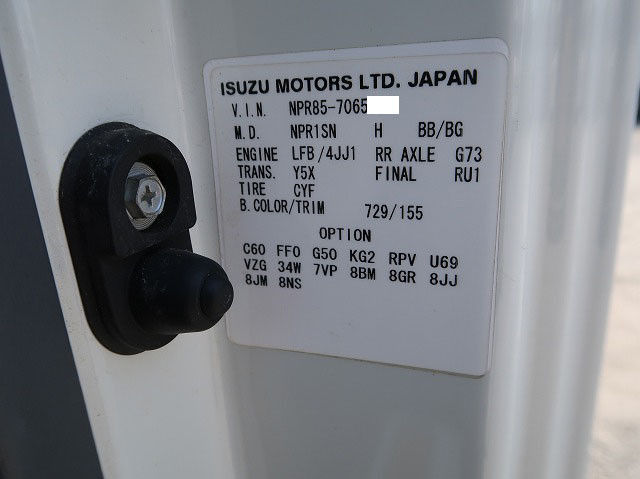 ISUZU MOTORS LTD. JAPAN
V.I.N. NPR85-7065
M.D. NPR1SN H BB/BG
ENGINE LFB/4JJ1 RR AXLE G73
TRANS. Y5X FINAL RU1
TIRE CYF
B.COLOR/TRIM 729/155
OPTION
C60 FF0 G50 KG2 RPV U69
VZG 34W 7VP 8BM 8GR 8JJ
8JM 8NS